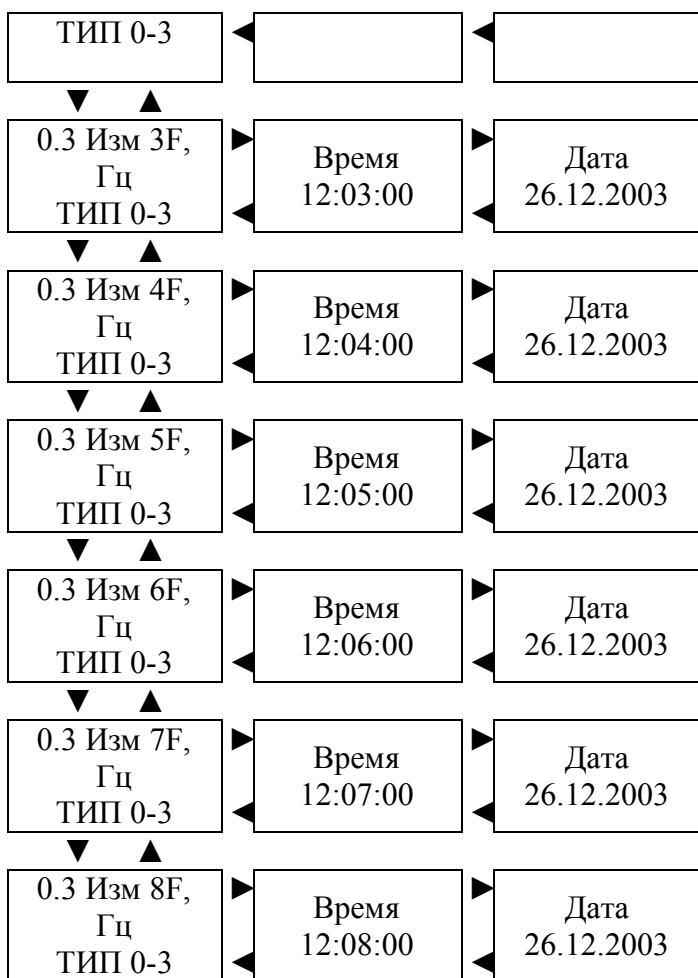 ТИП 0-3
0.3 Изм 3F,
Гц
ТИП 0-3
Время
12:03:00
Дата
26.12.2003
0.3 Изм 4F,
Гц
ТИП 0-3
Время
12:04:00
Дата
26.12.2003
0.3 Изм 5F,
Гц
ТИП 0-3
Время
12:05:00
Дата
26.12.2003
0.3 Изм 6F,
Гц
ТИП 0-3
Время
12:06:00
Дата
26.12.2003
0.3 Изм 7F,
Гц
ТИП 0-3
Время
12:07:00
Дата
26.12.2003
0.3 Изм 8F,
Гц
ТИП 0-3
Время
12:08:00
Дата
26.12.2003